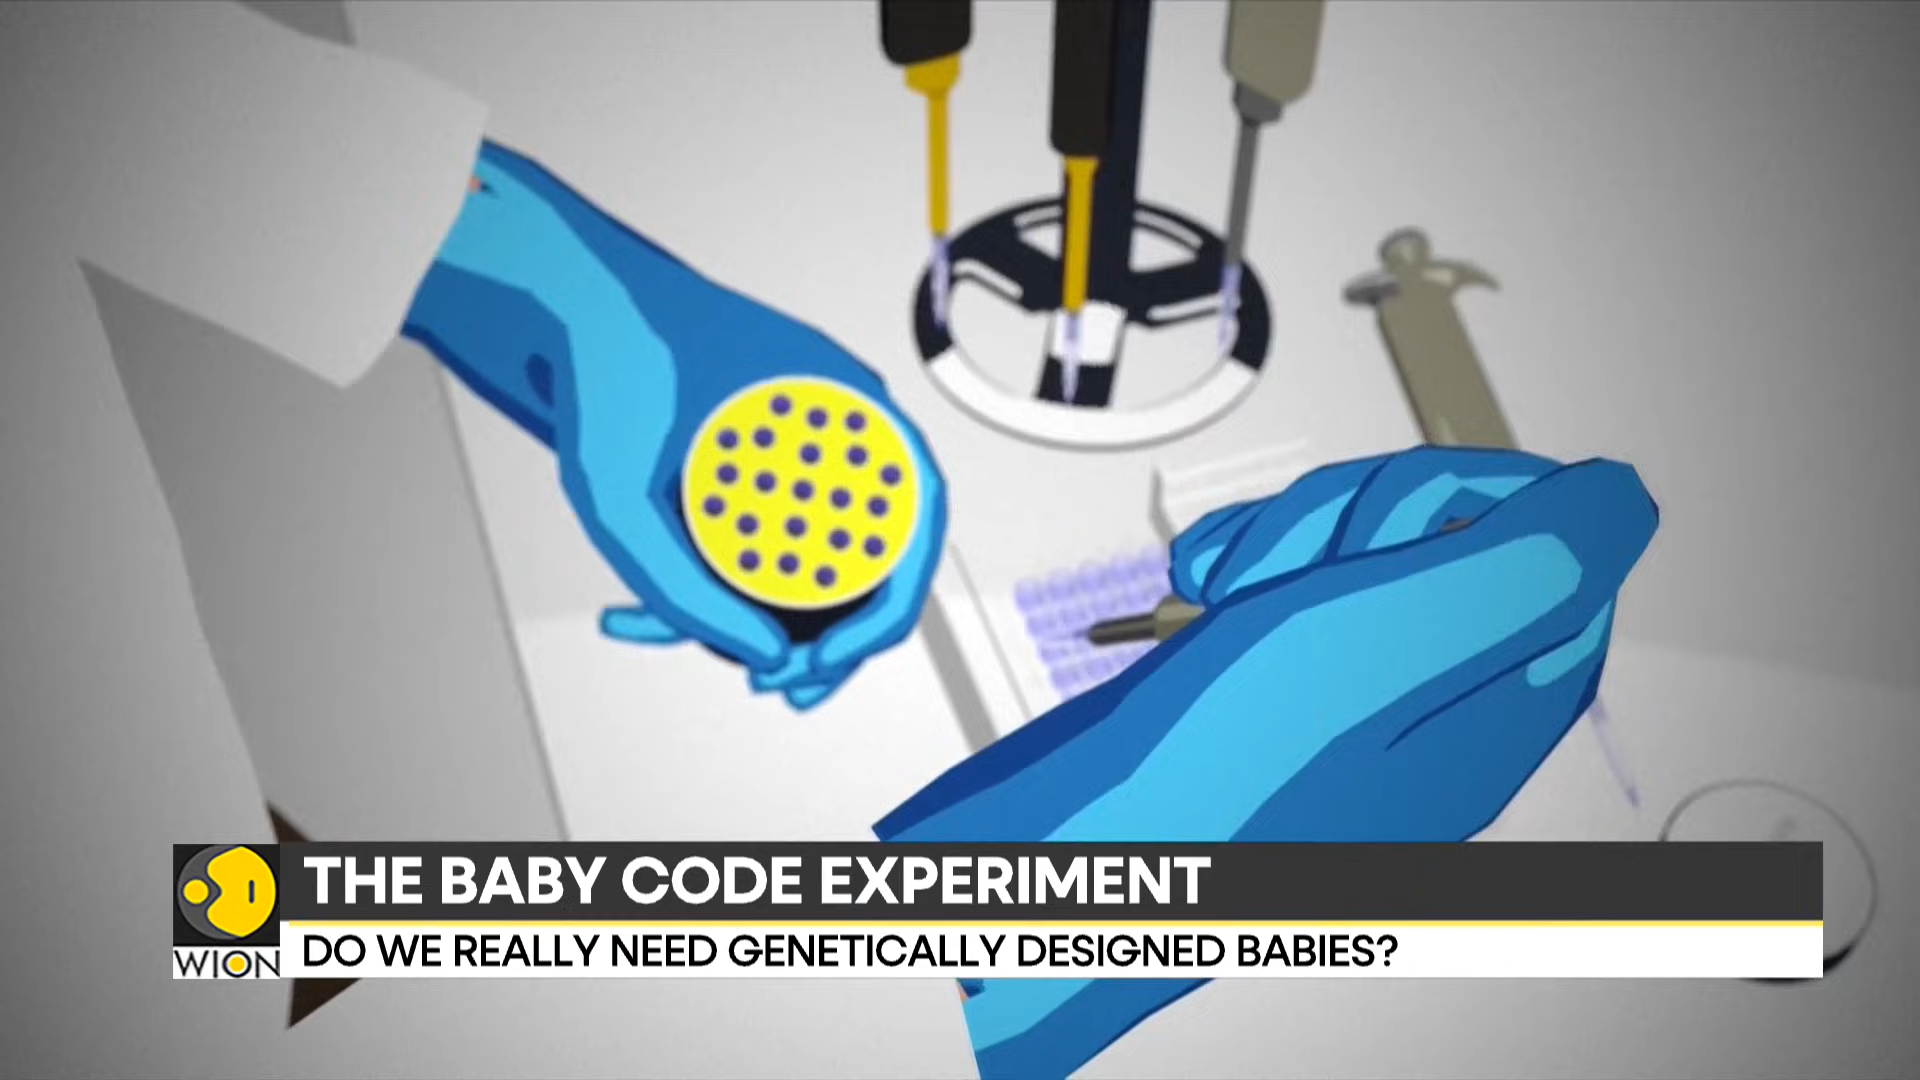 THE BABY CODE EXPERIMENT
DO WE REALLY NEED GENETICALLY DESIGNED BABIES?
WION